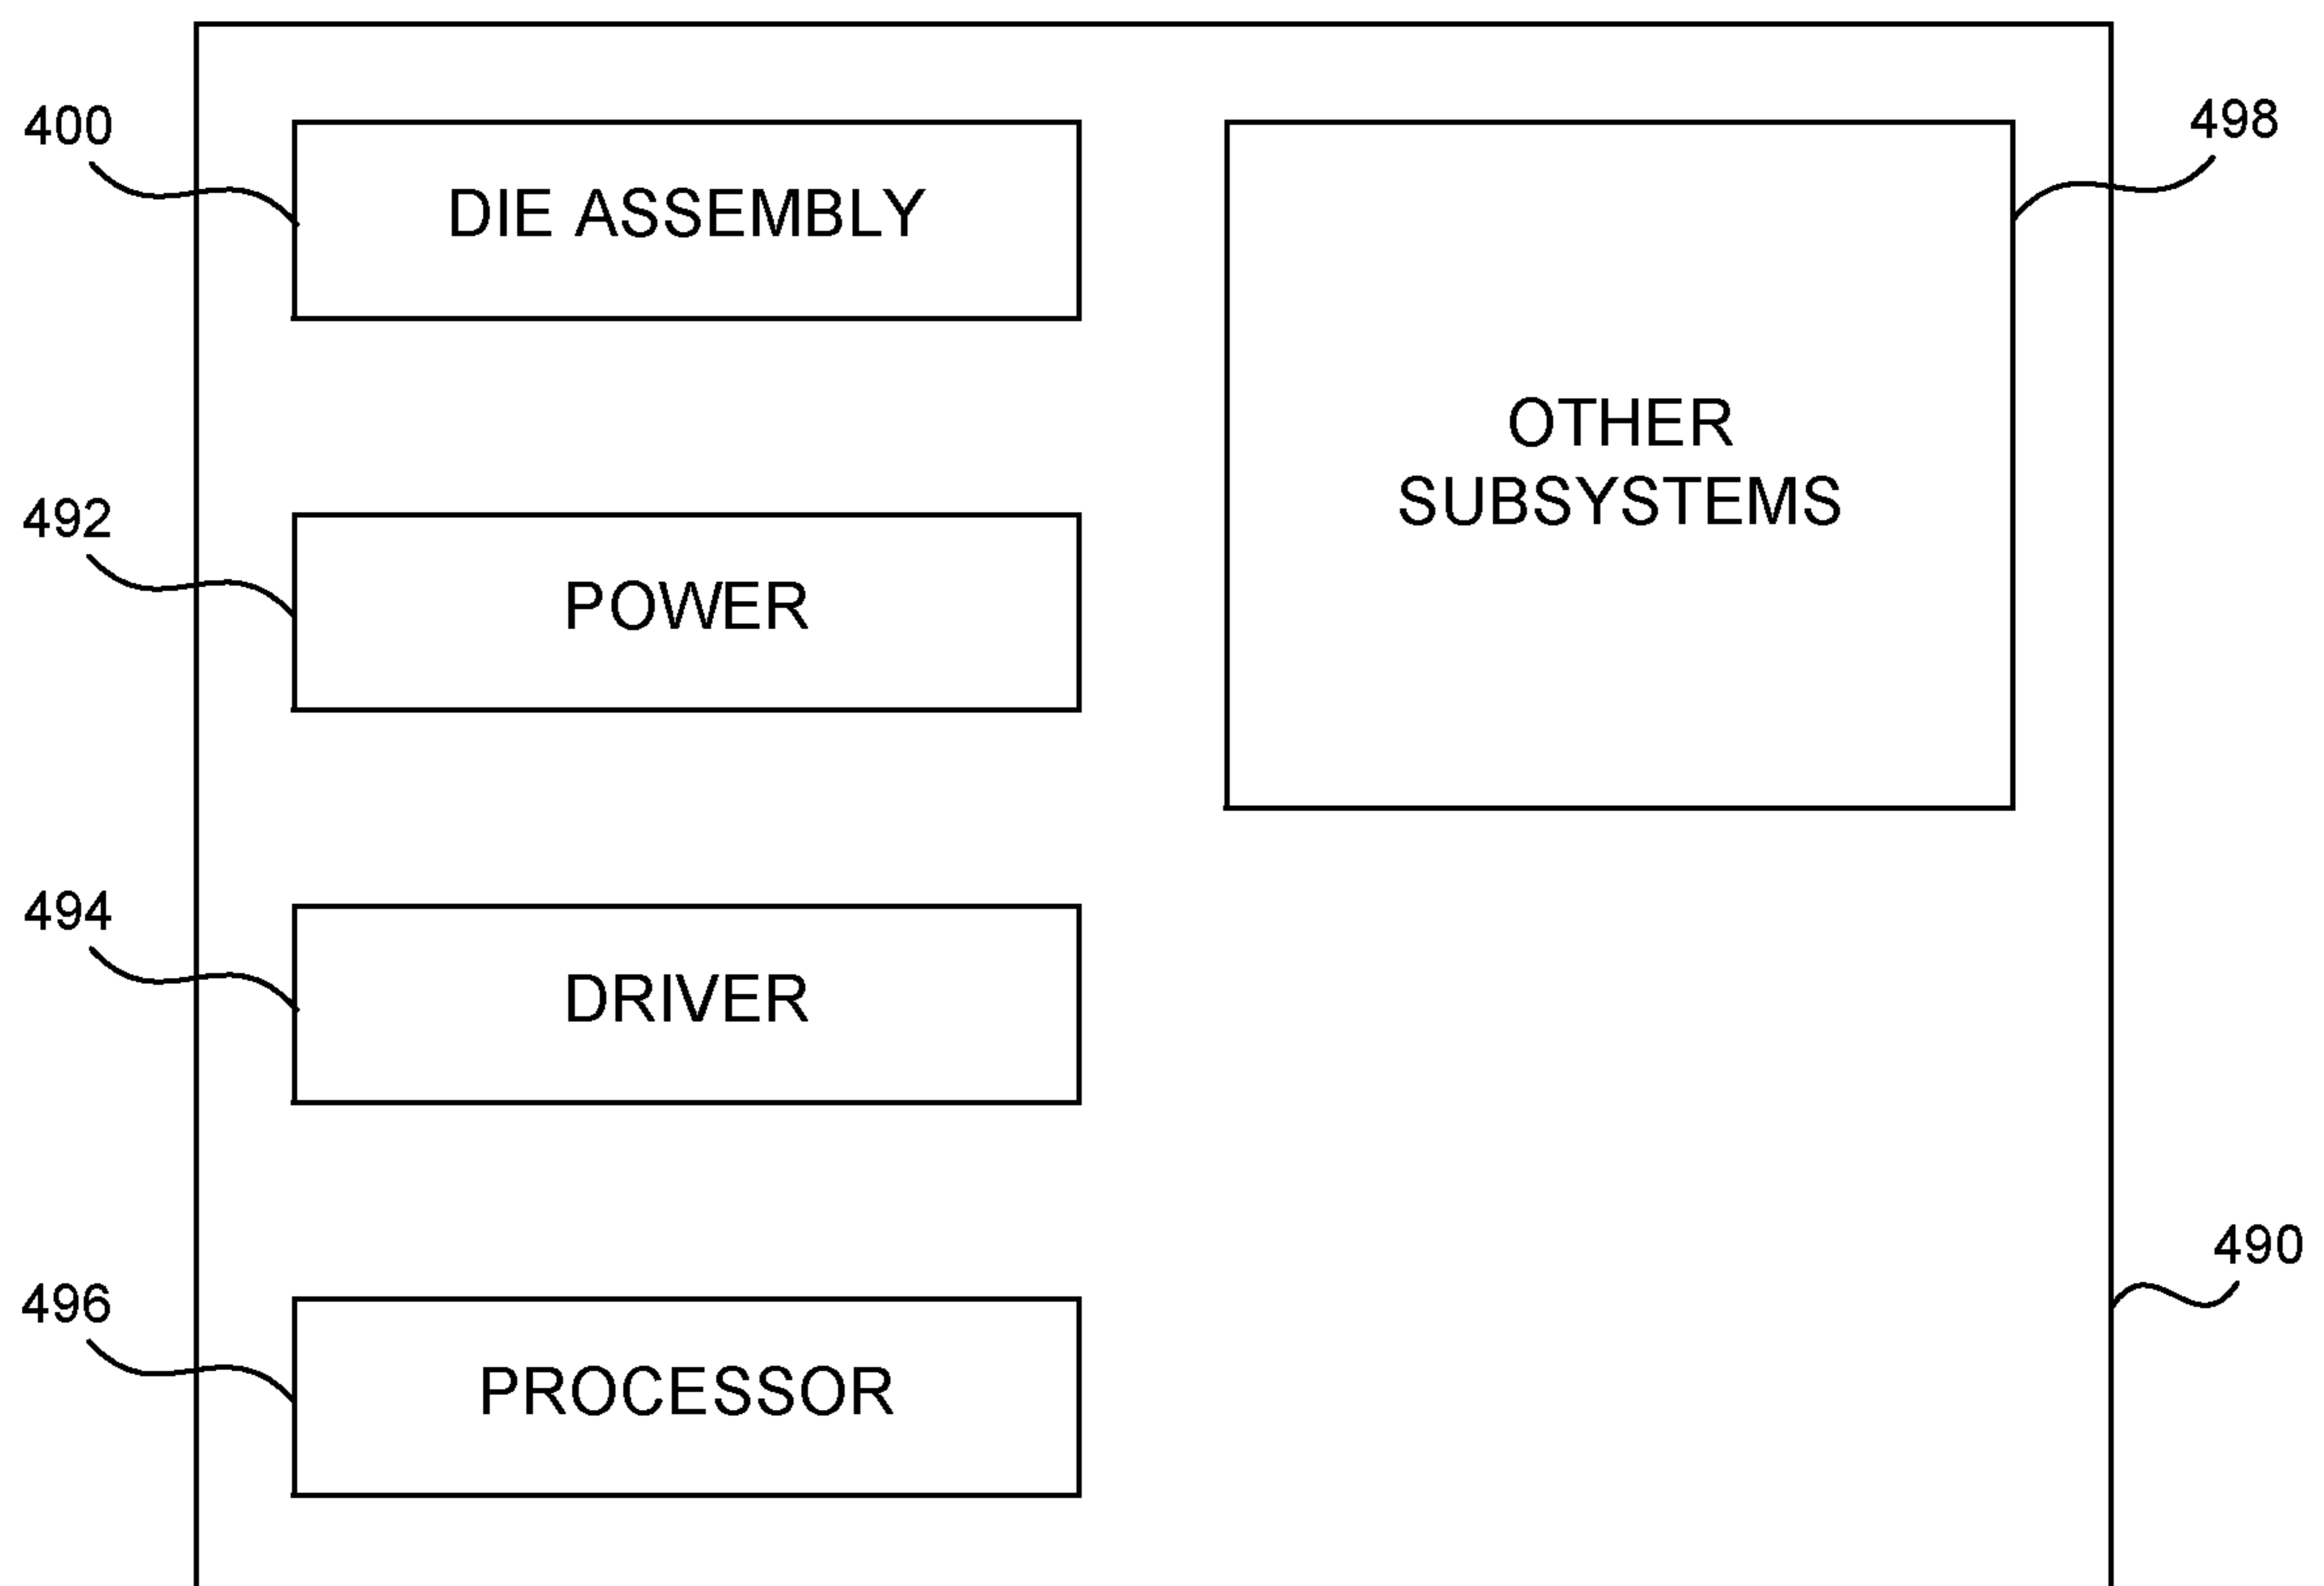 400
DIE ASSEMBLY
498
OTHER
SUBSYSTEMS
492
POWER
494
DRIVER
490
496
PROCESSOR